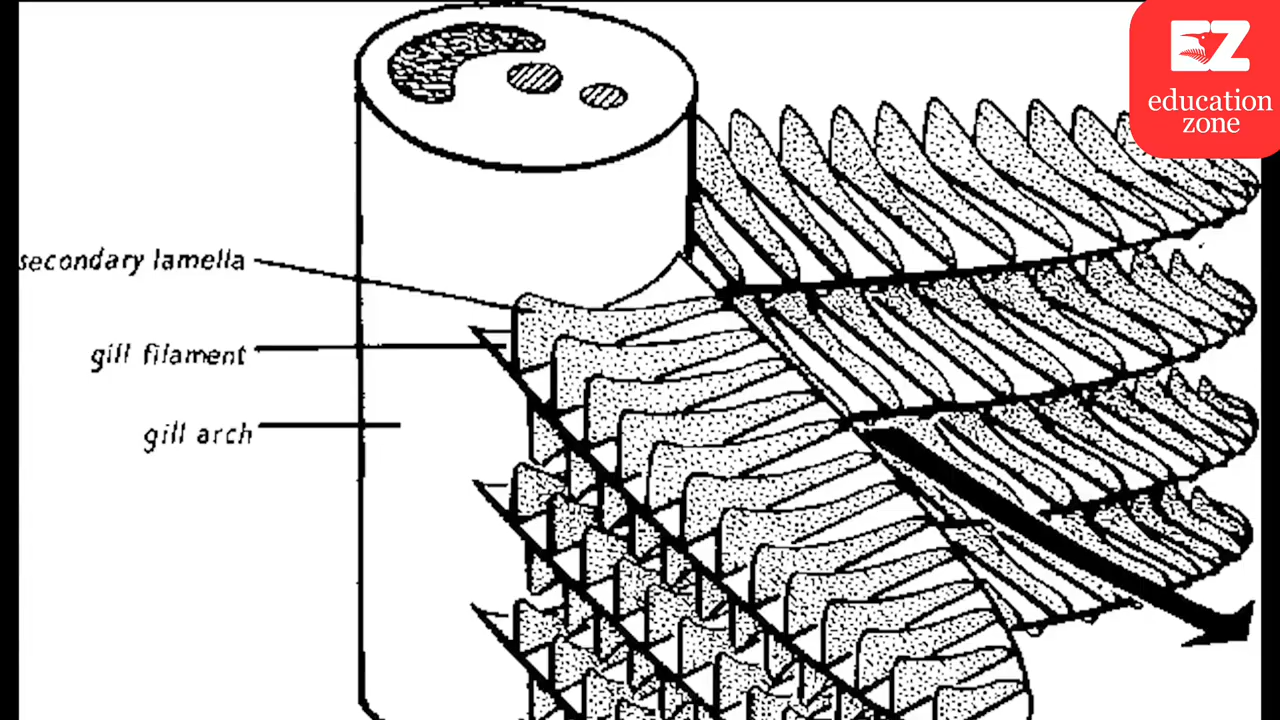 EZ
education
zone
secondary lamella
gill filament
gill arch